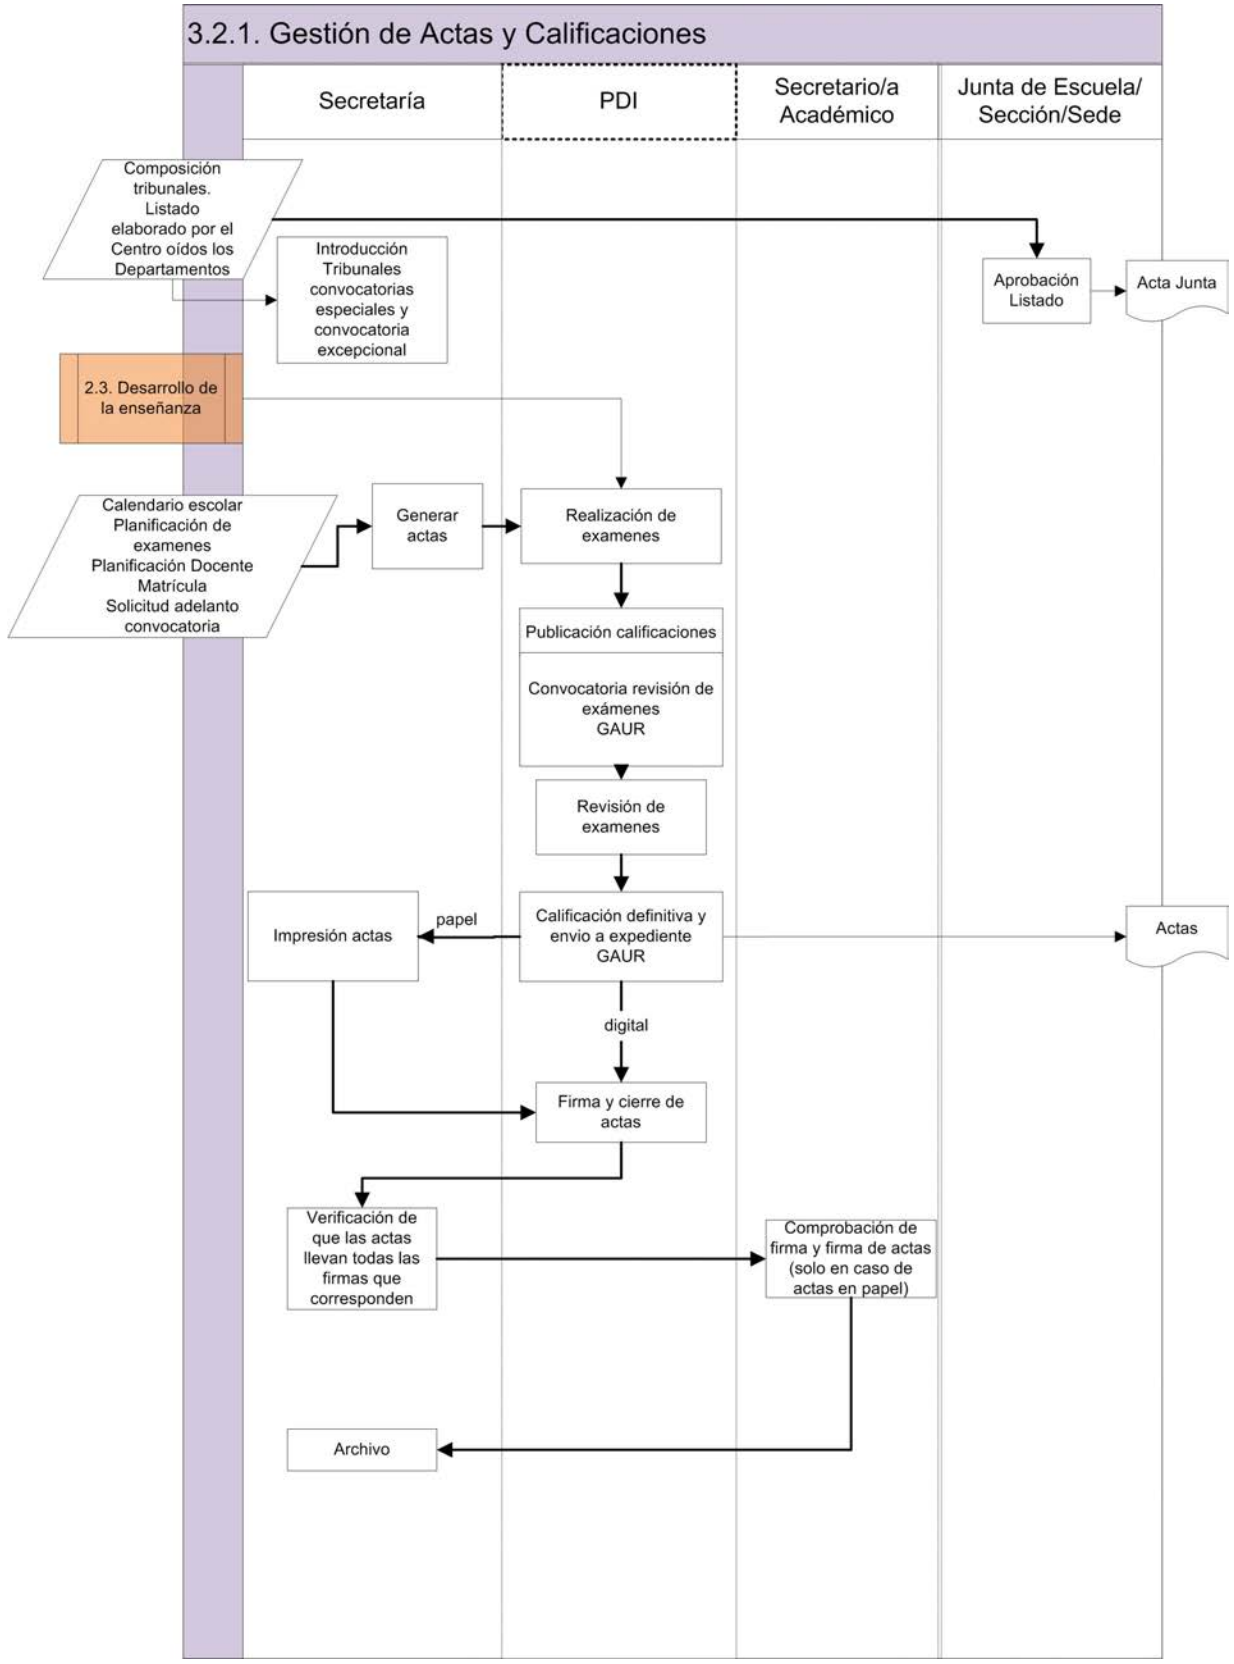 3.2.1. Gestión de Actas y Calificaciones
Secretaría
PDI
Secretario/a
Académico
Junta de Escuela/
Sección/Sede
Composición
tribunales.
Listado
elaborado por el
Centro oídos los
Departamentos
Introducción
Tribunales
convocatorias
especiales y
convocatoria
excepcional
Aprobación
Listado
Acta Junta
2.3. Desarrollo de
la enseñanza
Calendario escolar
Planificación de
examenes
Planificación Docente
Matrícula
Solicitud adelanto
convocatoria
Generar
actas
Realización de
examenes
Publicación calificaciones
Convocatoria revisión de
exámenes
GAUR
Revisión de
examenes
Impresión actas
papel
Calificación definitiva y
envio a expediente
GAUR
Actas
digital
Firma y cierre de
actas
Verificación de
que las actas
llevan todas las
firmas que
corresponden
Comprobación de
firma y firma de actas
(solo en caso de
actas en papel)
Archivo